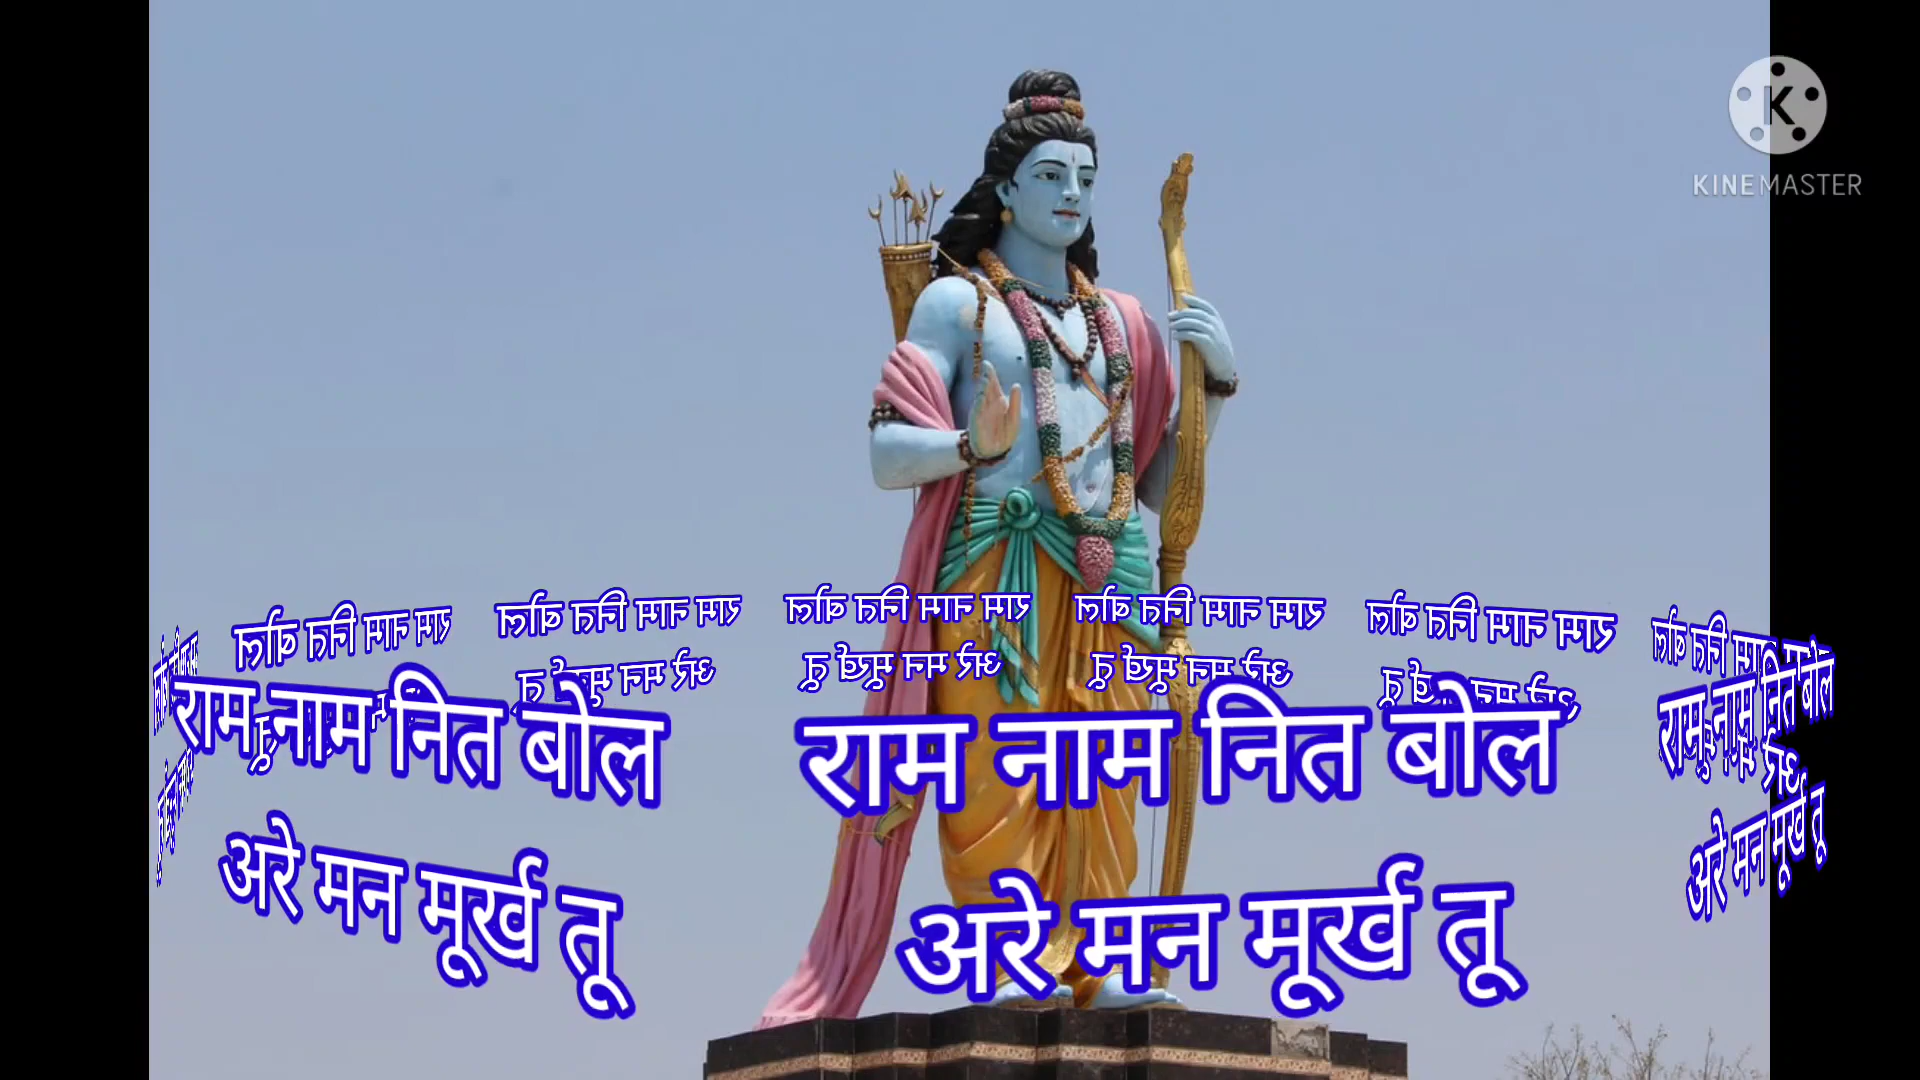 KINEMASTER
राम नाम नित बोल
अरे मन मूर्ख तू
राम नाम नित बोल
अरे मन मूर्ख तू
राम नाम नित बोल
अरे मन मूर्ख तू